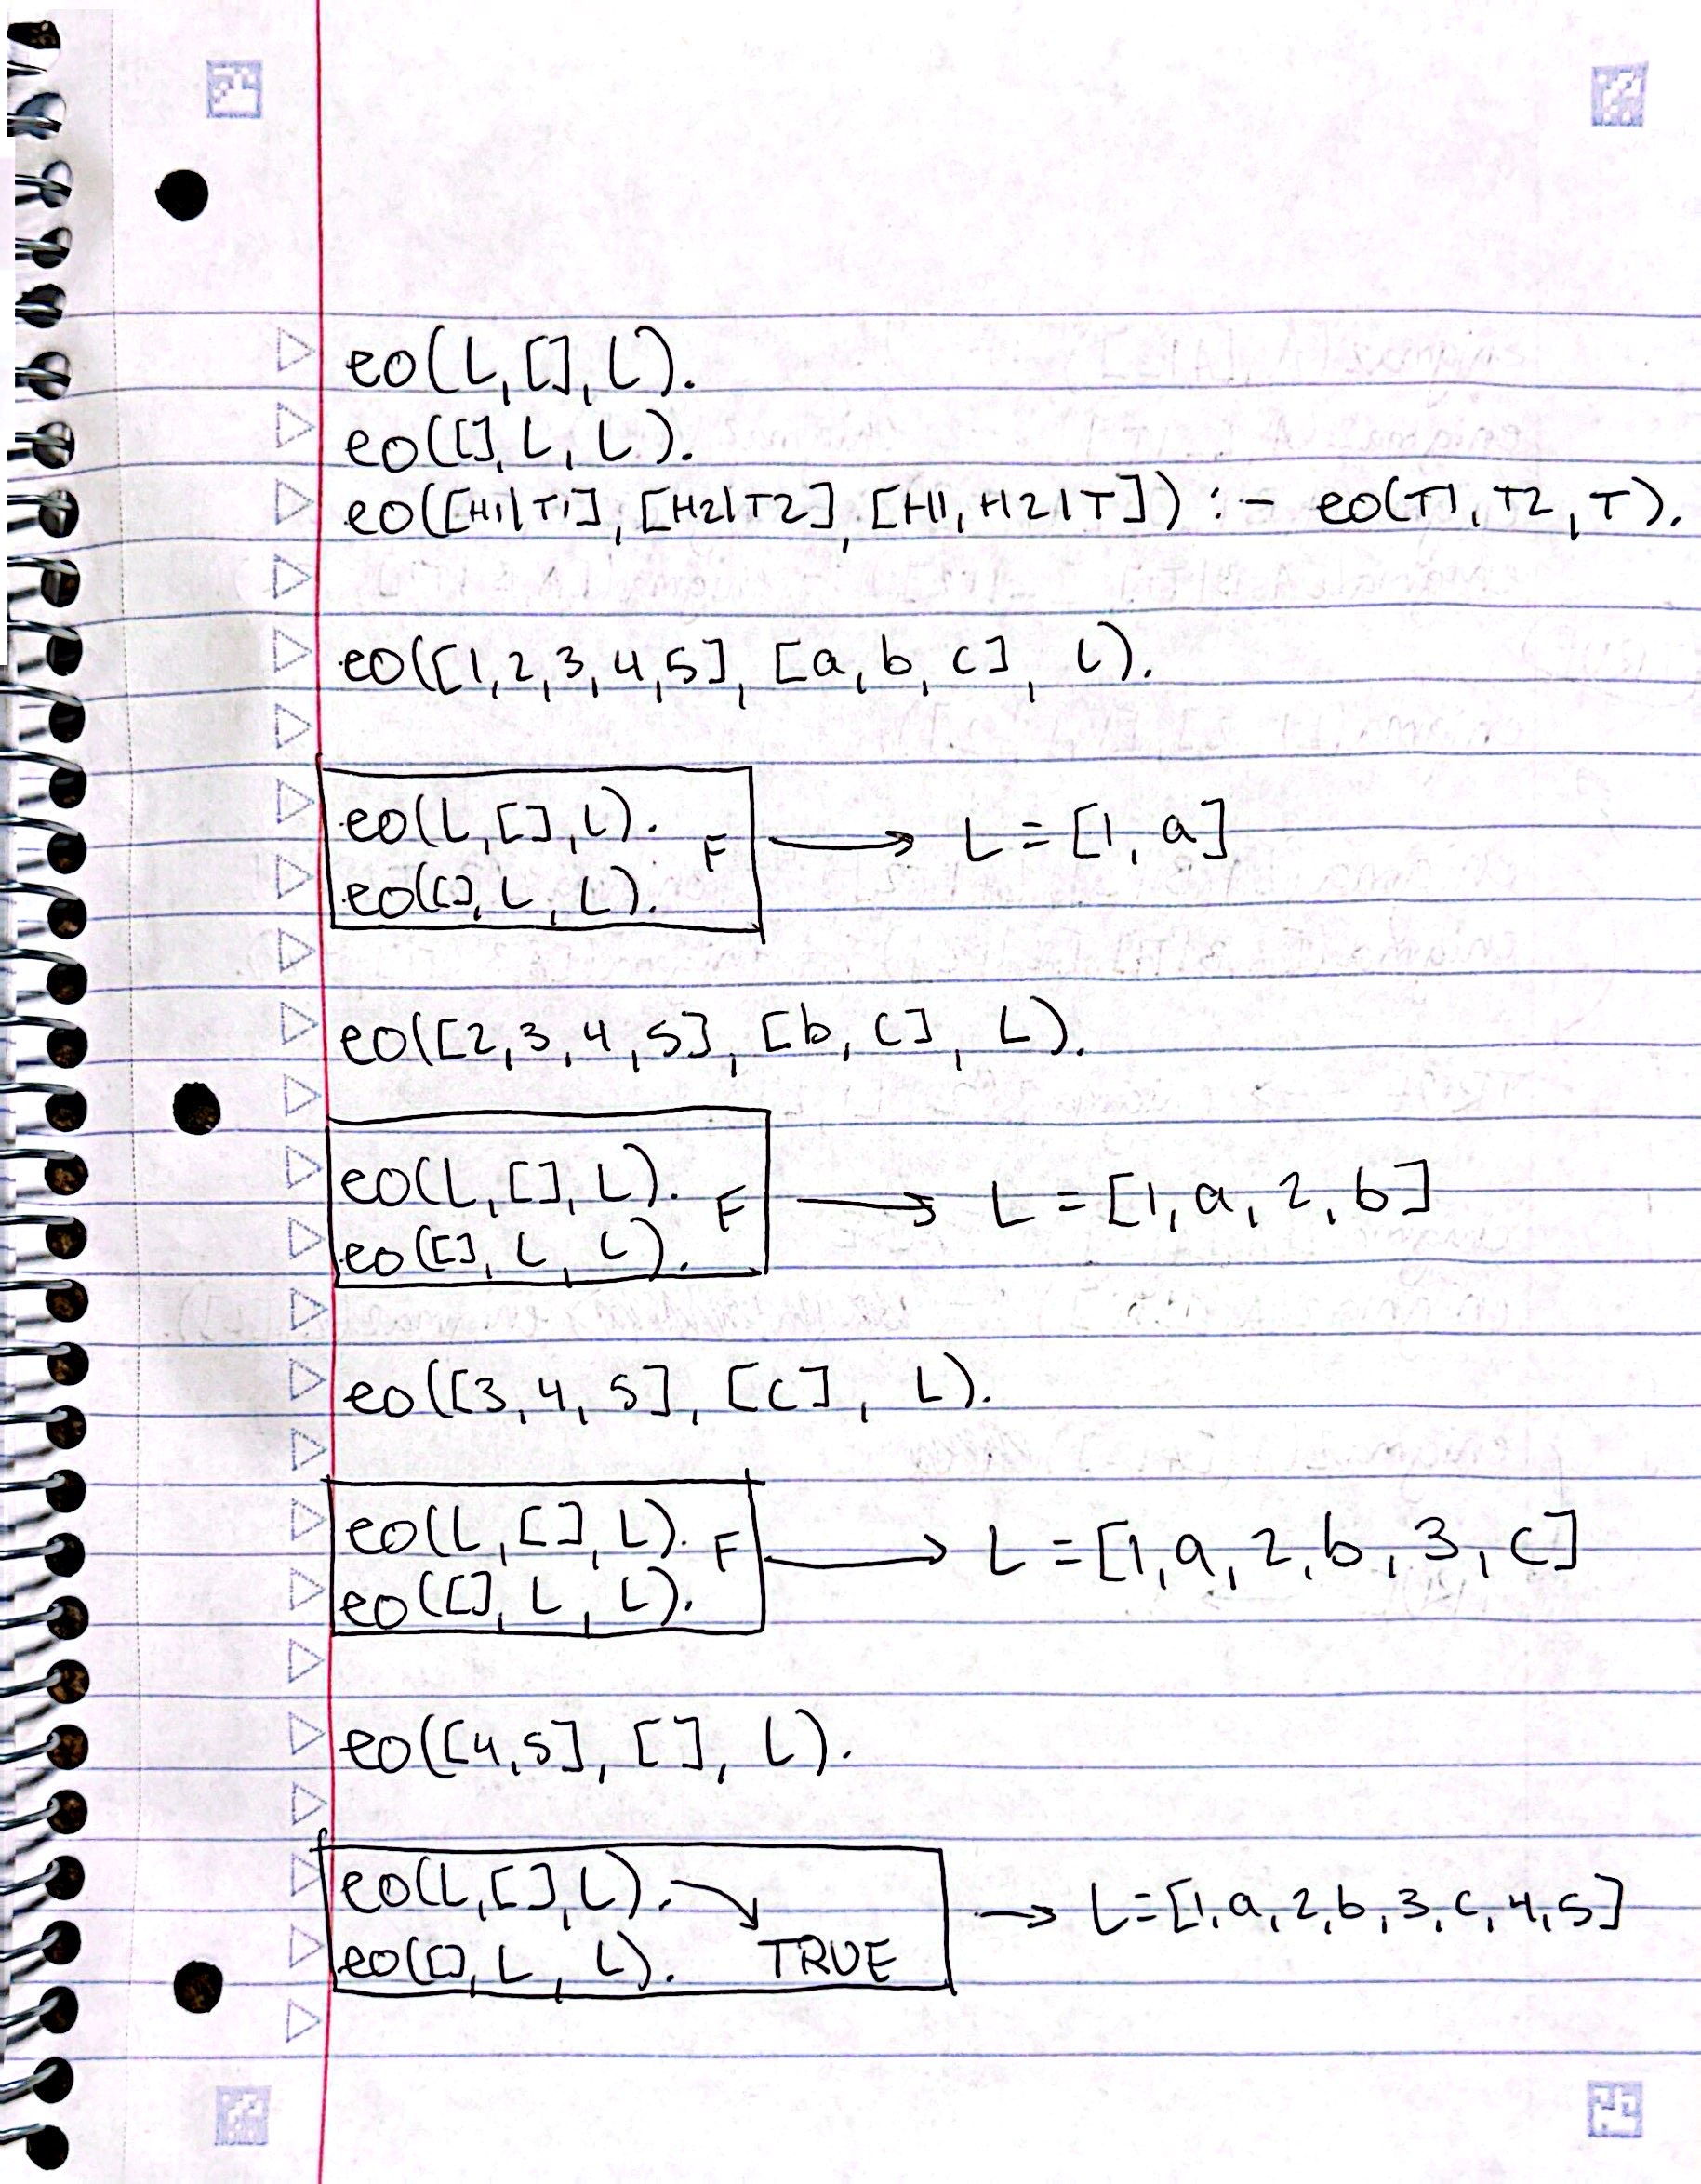 eo(L,[],L).
eo([],L,L).
eo([H1|T1],[H2|T2],[H1,H2|T]) :- eo(T1,T2,T).
eo([1,2,3,4,5],[a,b,c],L).
eo(L,[],L). F → L=[1,a]
eo([],L,L).
eo([2,3,4,5],[b,c],L).
eo(L,[],L). F → L=[1,a,2,b]
eo([],L,L).
eo([3,4,5],[c],L).
eo(L,[],L). F → L=[1,a,2,b,3,c]
eo([],L,L).
eo([4,5],[],L).
eo(L,[],L). → L=[1,a,2,b,3,c,4,5]
eo([],L,L). TRUE